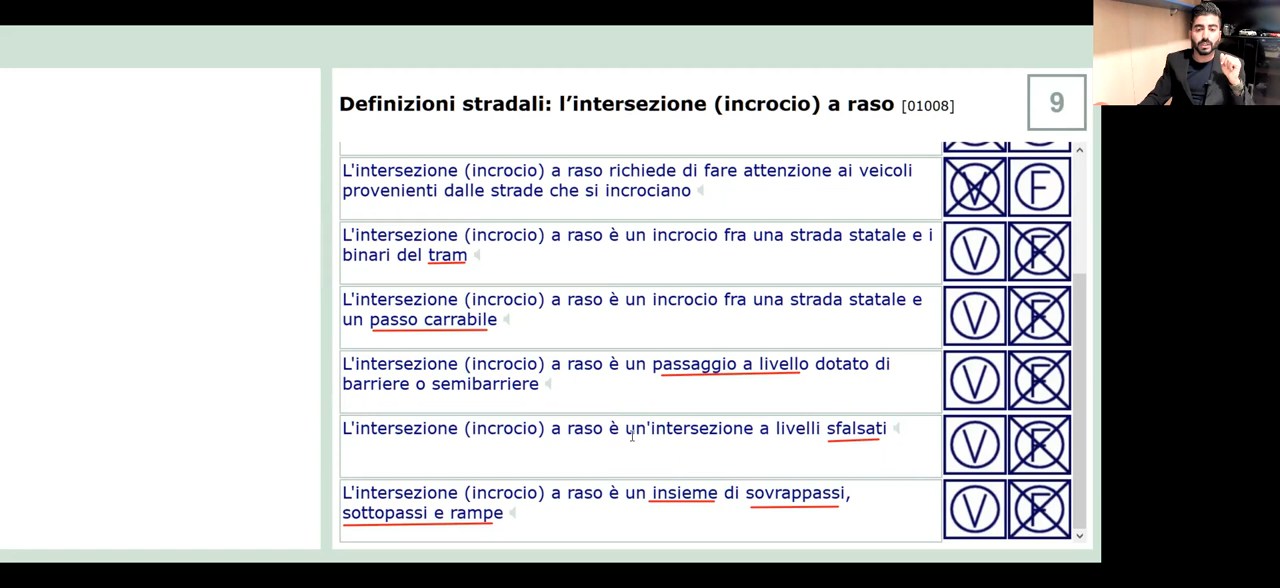 Definizioni stradali: l’intersezione (incrocio) a raso [01008]
9
L'intersezione (incrocio) a raso richiede di fare attenzione ai veicoli
provenienti dalle strade che si incrociano
V F
L'intersezione (incrocio) a raso è un incrocio fra una strada statale e i
binari del tram
V F
L'intersezione (incrocio) a raso è un incrocio fra una strada statale e
un passo carrabile
V F
L'intersezione (incrocio) a raso è un passaggio a livello dotato di
barriere o semibarriere
V F
L'intersezione (incrocio) a raso è un'intersezione a livelli sfalsati
V F
L'intersezione (incrocio) a raso è un insieme di sovrappassi,
sottopassi e rampe
V F